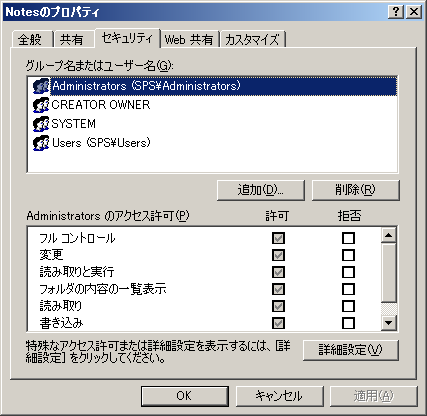 Notesのプロパティ
全般
共有
セキュリティ
Web 共有
カスタマイズ
グループ名またはユーザー名(G):
Administrators (SPS¥Administrators)
CREATOR OWNER
SYSTEM
Users (SPS¥Users)
追加(D)...
削除(R)
Administrators のアクセス許可(P)
許可
拒否
フル コントロール
変更
読み取りと実行
フォルダの内容の一覧表示
読み取り
書き込み
特殊なアクセス許可または詳細設定を表示するには、[詳
細設定] をクリックしてください。
詳細設定(V)
OK
キャンセル
適用(A)